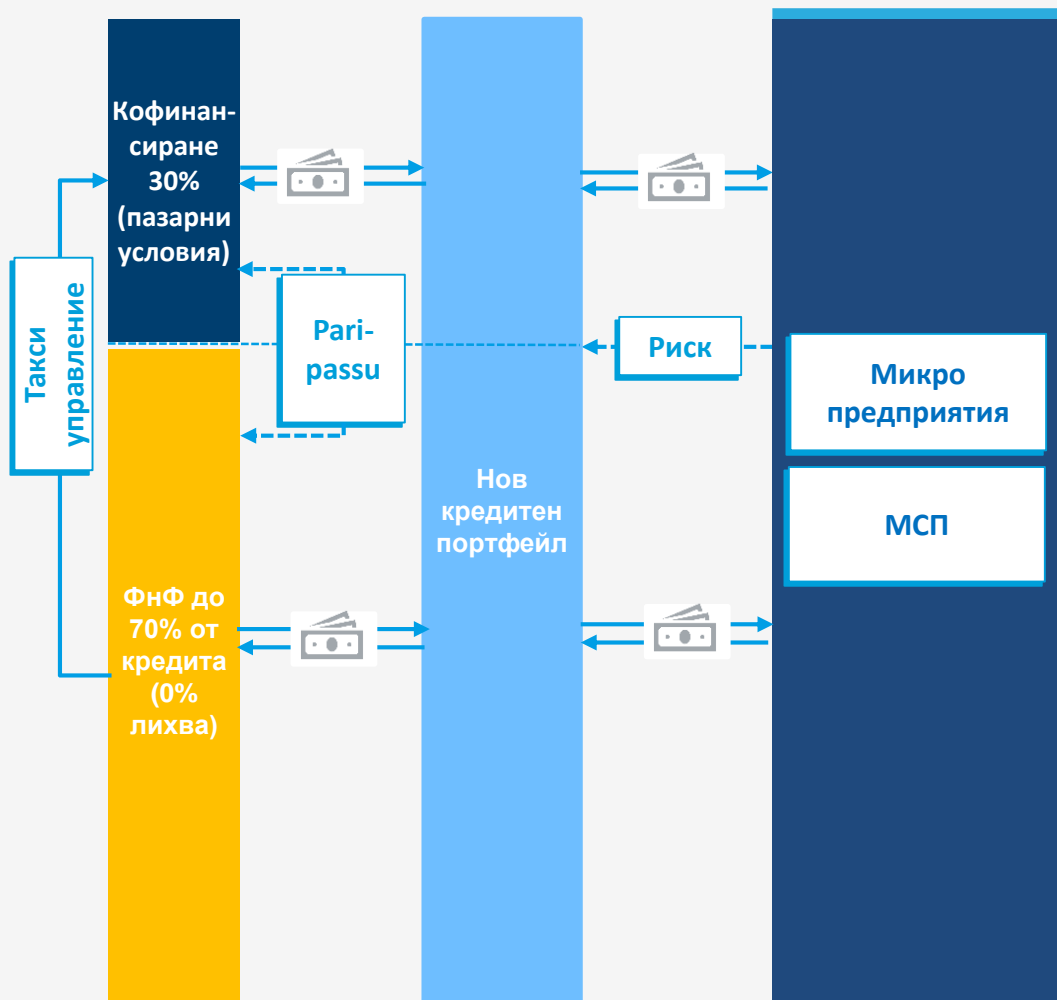 Кофинан-
сиране
30%
(пазарни
условия)
Такси
управление
Pari-
passu
Риск
Микро
предприятия
МСП
Нов
кредитен
портфейл
ФнФ до
70% от
кредита
(0%
лихва)